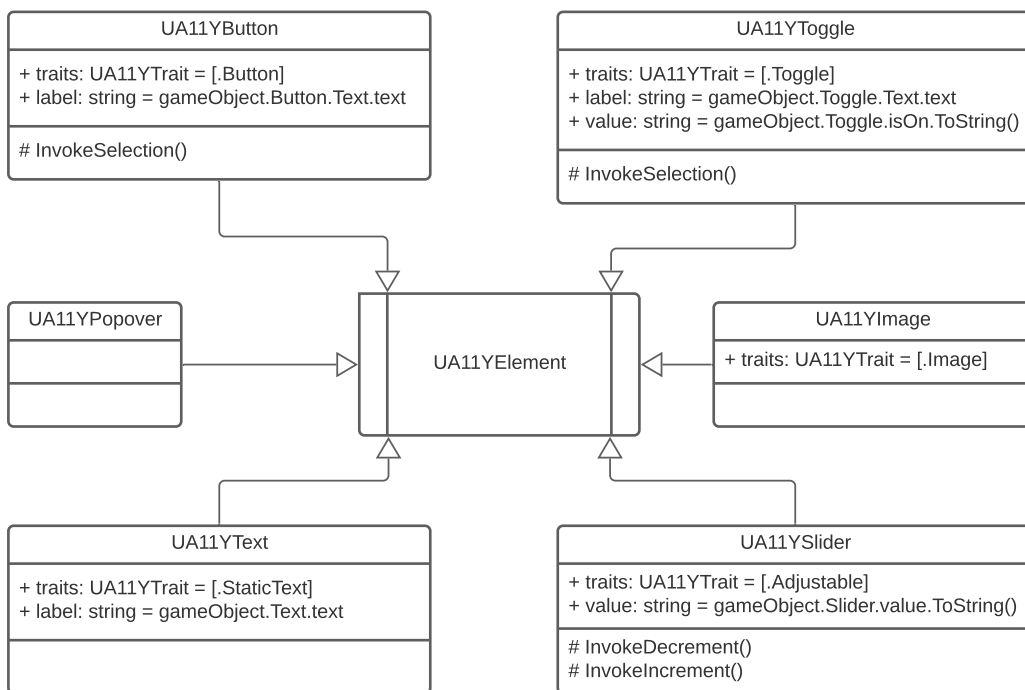 UA11YButton
+ traits: UA11YTrait = [.Button]
+ label: string = gameObject.Button.Text.text
# InvokeSelection()
UA11YToggle
+ traits: UA11YTrait = [.Toggle]
+ label: string = gameObject.Toggle.Text.text
+ value: string = gameObject.Toggle.isOn.ToString()
# InvokeSelection()
UA11YPopover
UA11YElement
UA11YImage
+ traits: UA11YTrait = [.Image]
UA11YText
+ traits: UA11YTrait = [.StaticText]
+ label: string = gameObject.Text.text
UA11YSlider
+ traits: UA11YTrait = [.Adjustable]
+ value: string = gameObject.Slider.value.ToString()
# InvokeDecrement()
# InvokeIncrement()